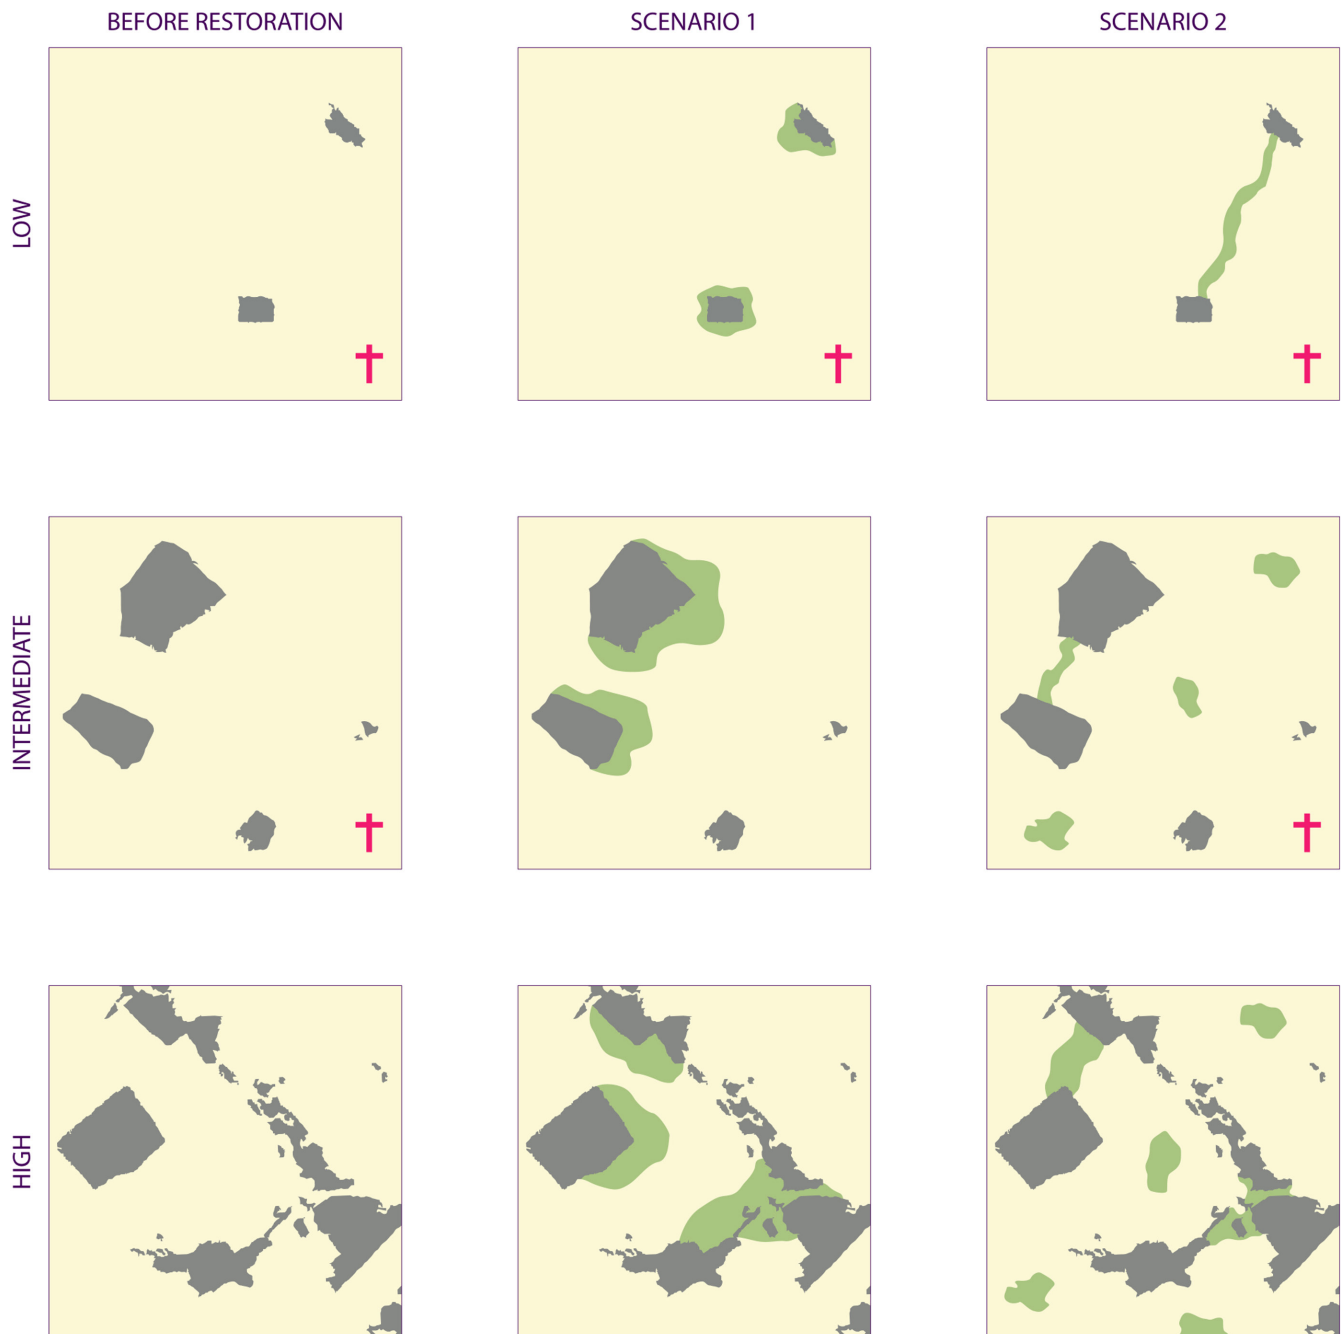 BEFORE RESTORATION
SCENARIO 1
SCENARIO 2
LOW
INTERMEDIATE
HIGH